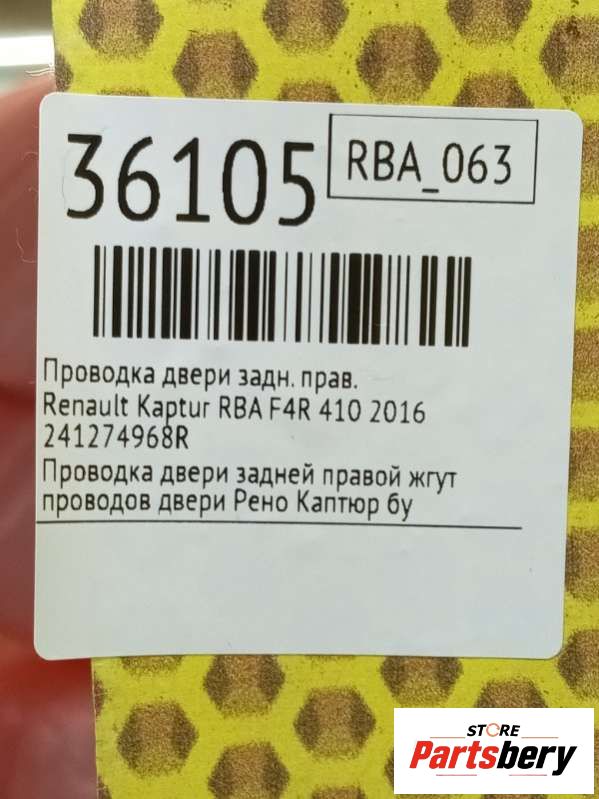 36105
RBA_063
Проводка двери задн. прав.
Renault Kaptur RBA F4R 410 2016
241274968R
Проводка двери задней правой жгут
проводов двери Рено Каптюр бу
STORE
Partsbery